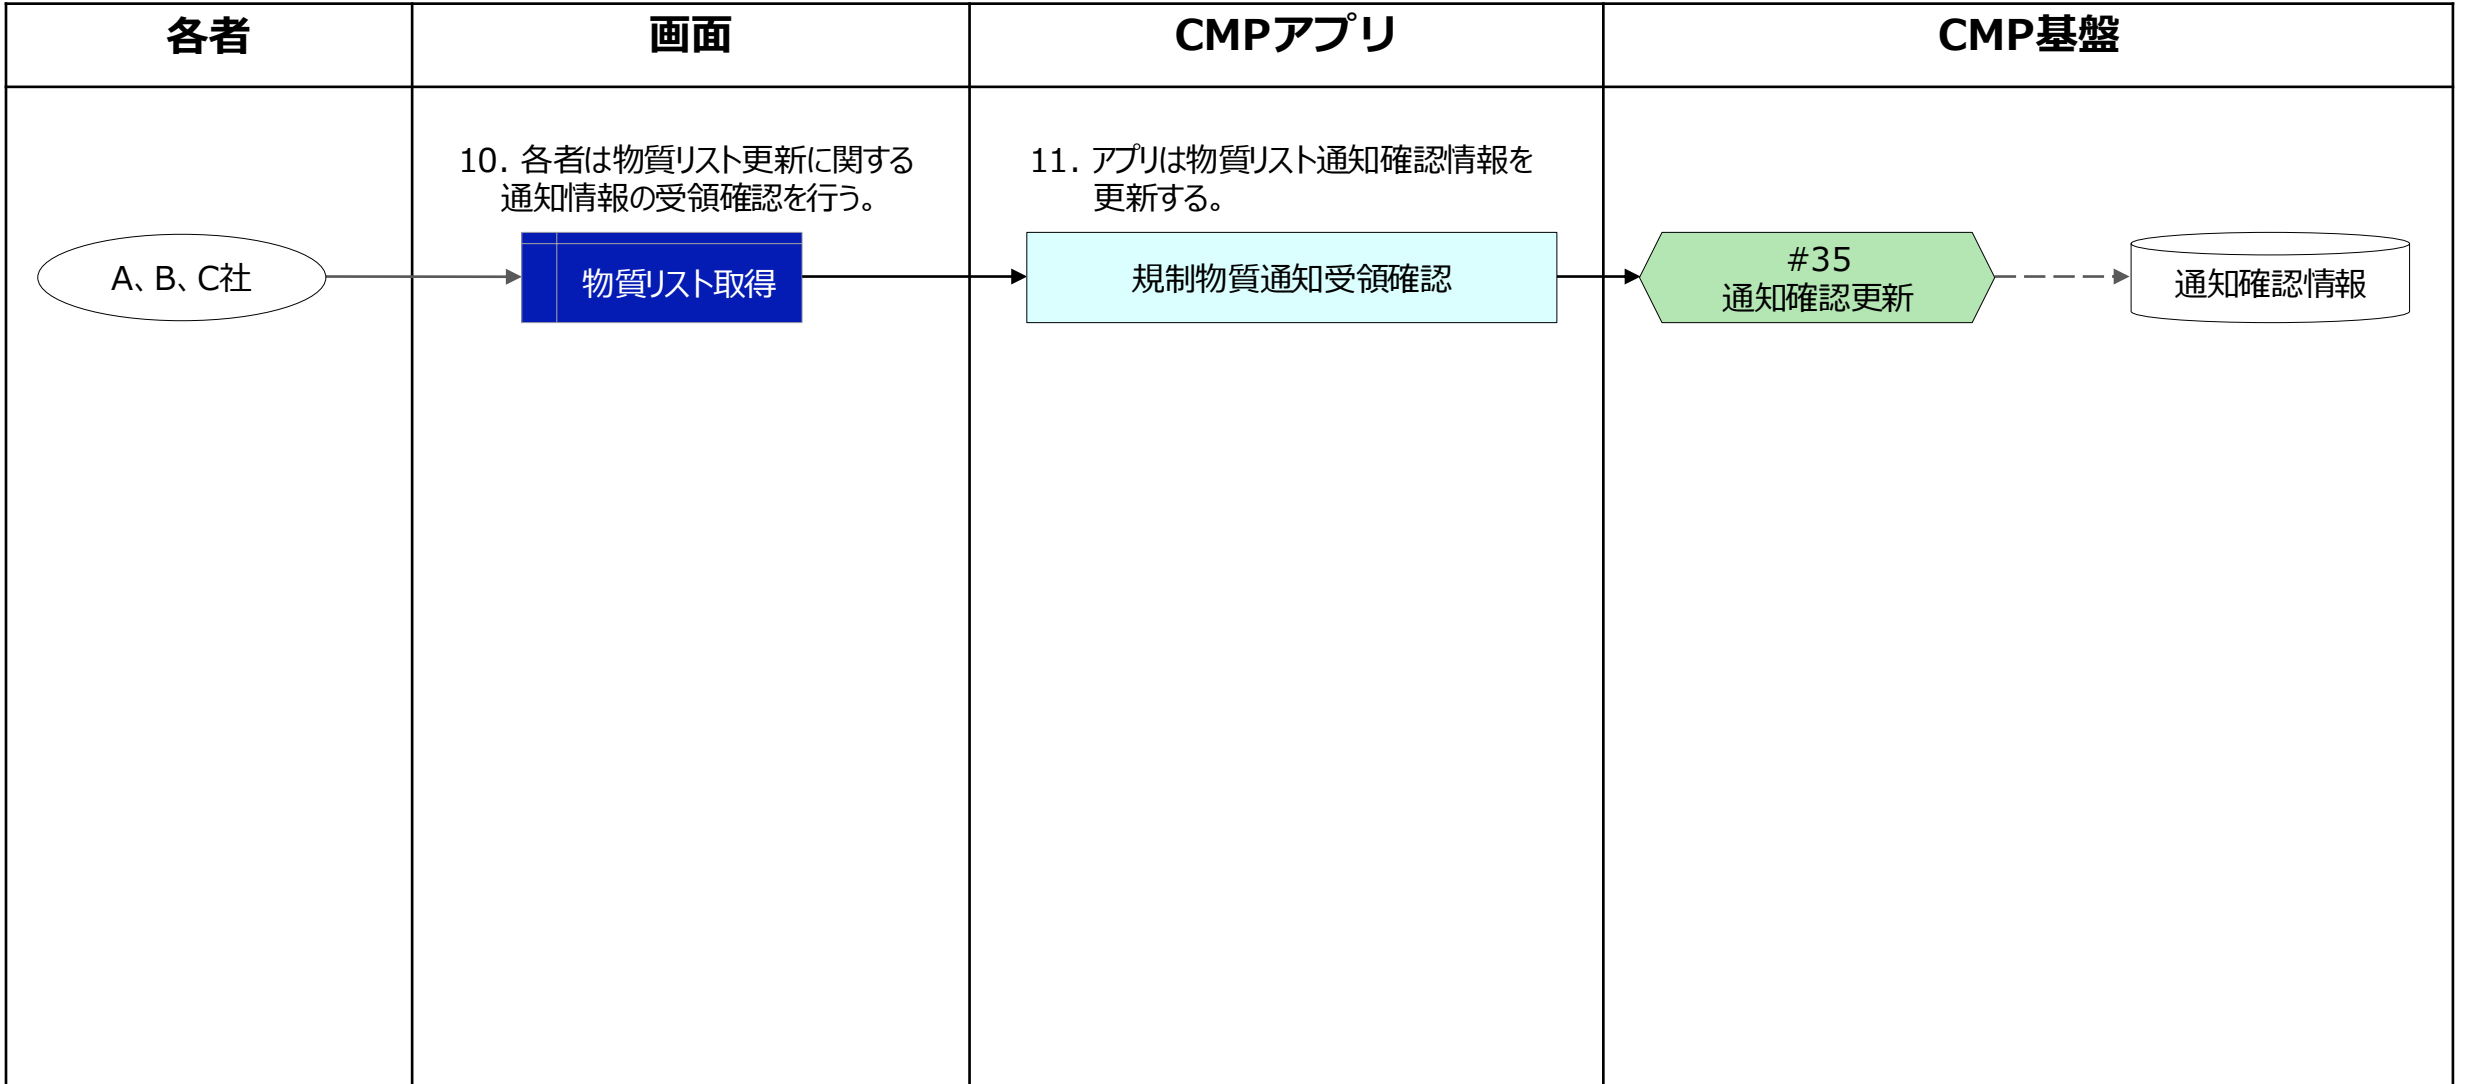 各者
画面
CMPアプリ
CMP基盤
10. 各者は物質リスト更新に関する
通知情報の受領確認を行う。
11. アプリは物質リスト通知確認情報を
更新する。
A、B、C社
物質リスト取得
規制物質通知受領確認
#35
通知確認更新
通知確認情報